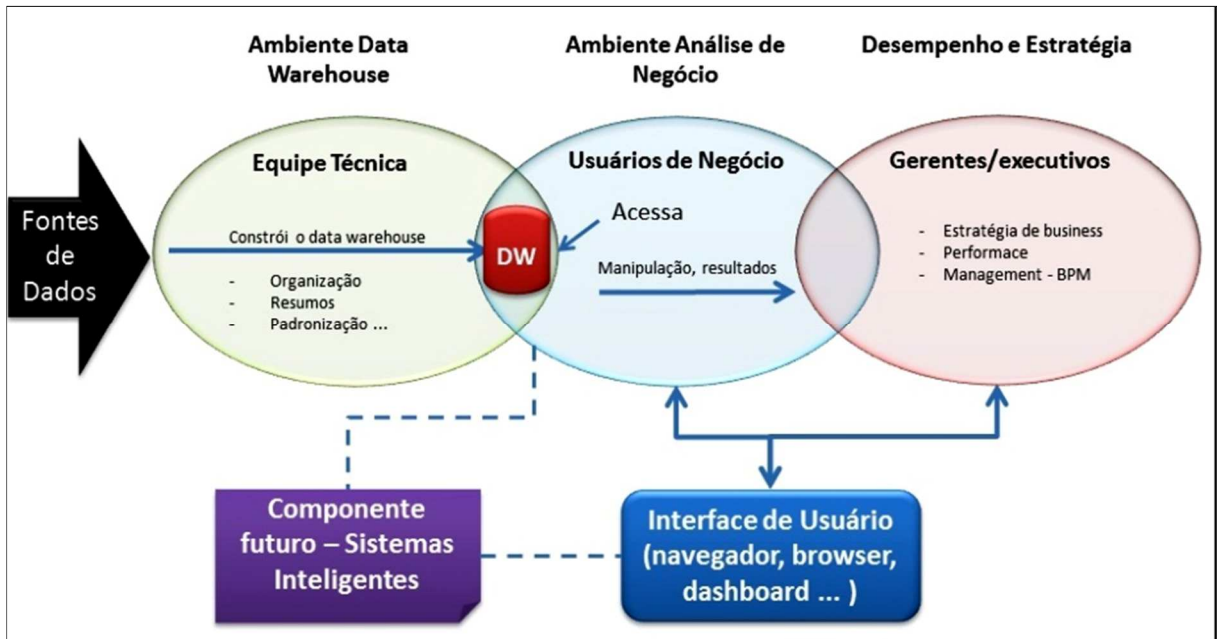 Ambiente Data
Warehouse
Ambiente Análise de
Negócio
Desempenho e Estratégia
Fontes
de
Dados
Equipe Técnica
Constrói o data warehouse
- Organização
- Resumos
- Padronização ...
DW
Usuários de Negócio
Acessa
Manipulação, resultados
Gerentes/executivos
- Estratégia de business
- Performace
- Management - BPM
Componente
futuro – Sistemas
Inteligentes
Interface de Usuário
(navegador, browser,
dashboard ... )